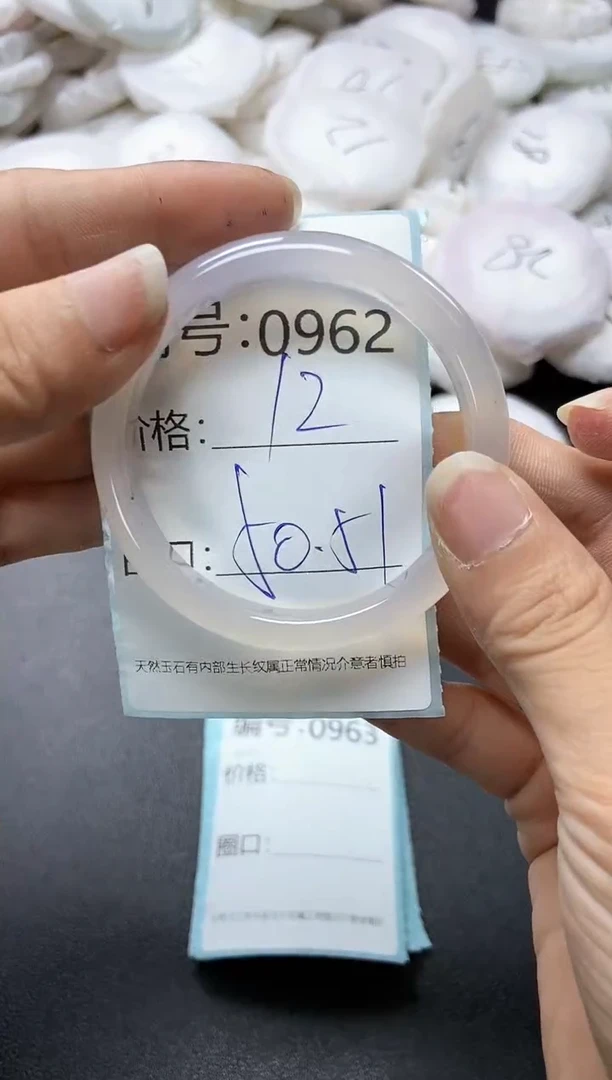 号:0962
价格: 12
口: 50.51
天然玉石有内部生长纹属正常情况介意者慎拍
编号:0963
价格:
圈口: